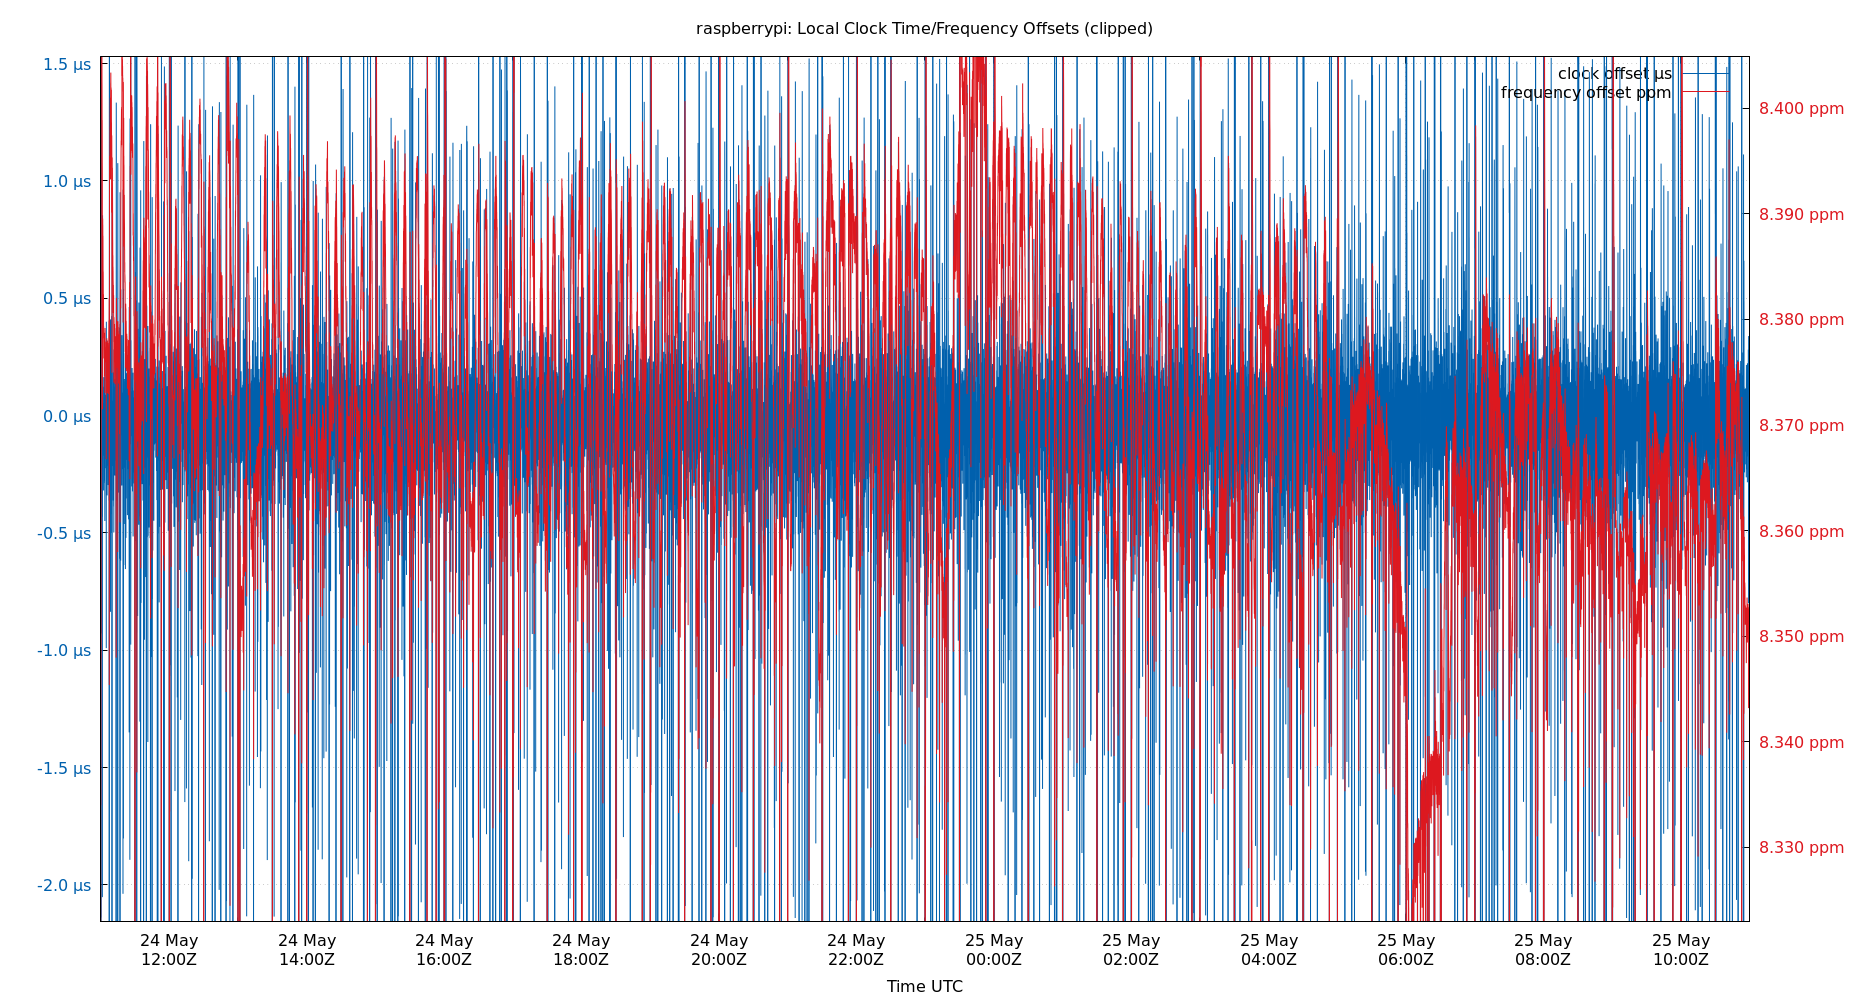 raspberrypi: Local Clock Time/Frequency Offsets (clipped)
clock offset µs
frequency offset ppm
1.5 µs
1.0 µs
0.5 µs
0.0 µs
-0.5 µs
-1.0 µs
-1.5 µs
-2.0 µs
8.400 ppm
8.390 ppm
8.380 ppm
8.370 ppm
8.360 ppm
8.350 ppm
8.340 ppm
8.330 ppm
24 May 24 May 24 May 24 May 24 May 24 May 25 May 25 May 25 May 25 May 25 May 25 May
12:00Z 14:00Z 16:00Z 18:00Z 20:00Z 22:00Z 00:00Z 02:00Z 04:00Z 06:00Z 08:00Z 10:00Z
Time UTC